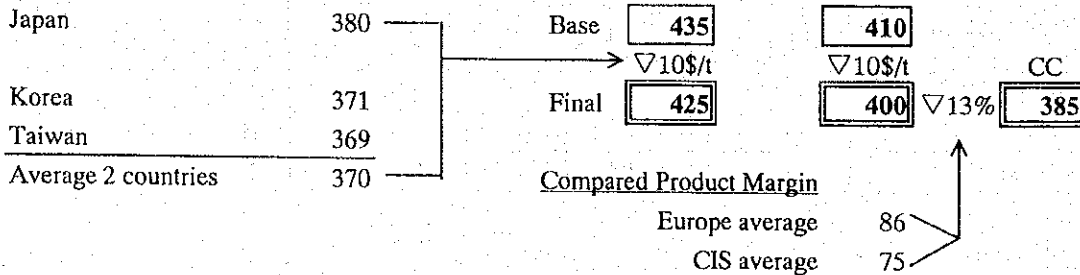 Japan 380 Base 435 410
▽10$/t ▽10$/t CC
Korea 371 Final 425 400 ▽13% 385
Taiwan 369
Average 2 countries 370 Compared Product Margin
Europe average 86
CIS average 75